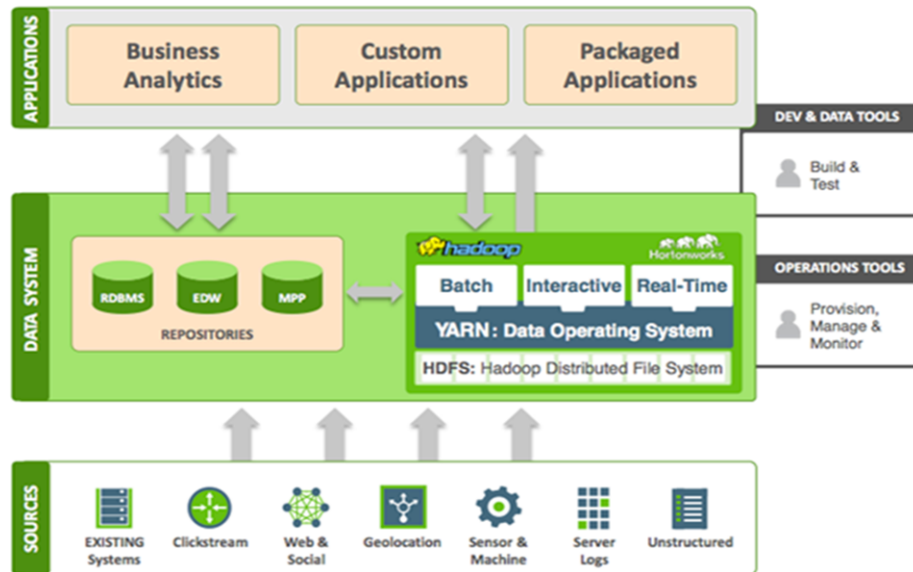 APPLICATIONS
Business
Analytics
Custom
Applications
Packaged
Applications
DEV & DATA TOOLS
Build &
Test
DATA SYSTEM
RDBMS
EDW
MPP
REPOSITORIES
hadoop
Hortonworks
Batch
Interactive
Real-Time
YARN: Data Operating System
HDFS: Hadoop Distributed File System
OPERATIONS TOOLS
Provision,
Manage &
Monitor
SOURCES
EXISTING
Systems
Clickstream
Web &
Social
Geolocation
Sensor &
Machine
Server
Logs
Unstructured